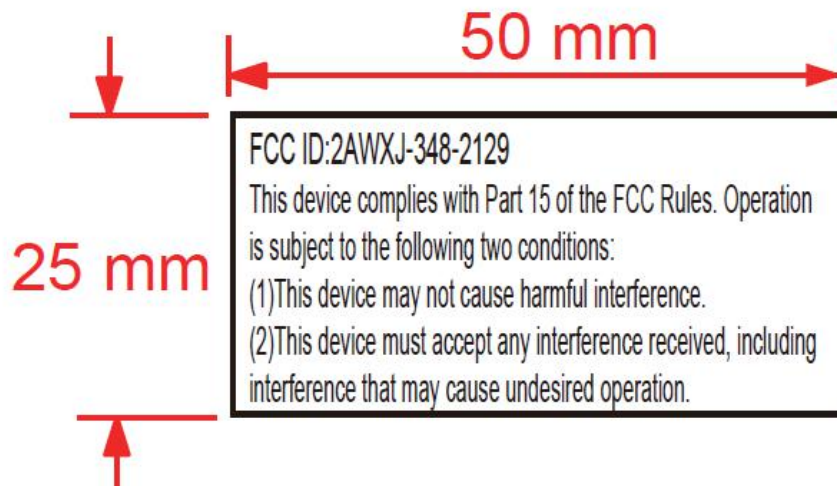 50 mm
25 mm
FCC ID:2AWXJ-348-2129
This device complies with Part 15 of the FCC Rules. Operation
is subject to the following two conditions:
(1)This device may not cause harmful interference.
(2)This device must accept any interference received, including
interference that may cause undesired operation.